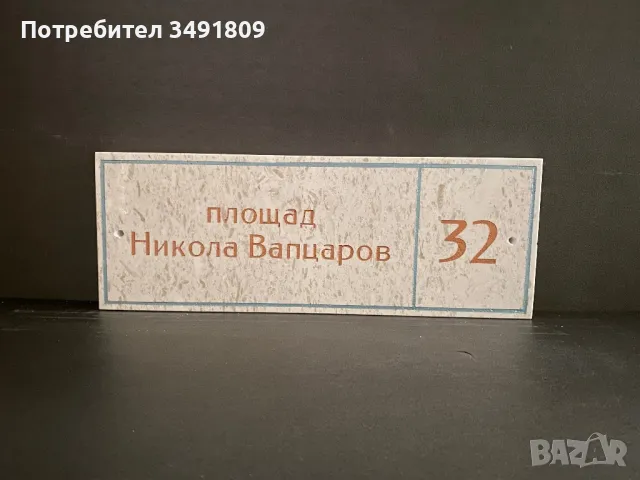 Потребител 3491809
площад
Никола Вапцаров
32
BAZAR